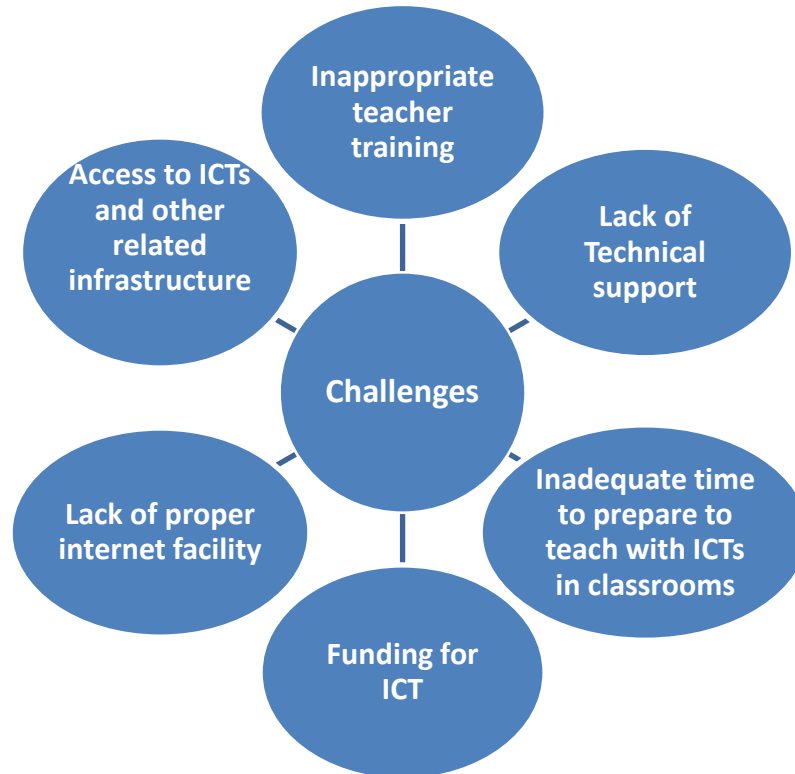 Inappropriate
teacher
training
Access to ICTs
and other
related
infrastructure
Lack of
Technical
support
Challenges
Lack of proper
internet facility
Inadequate time
to prepare to
teach with ICTs
in classrooms
Funding for
ICT